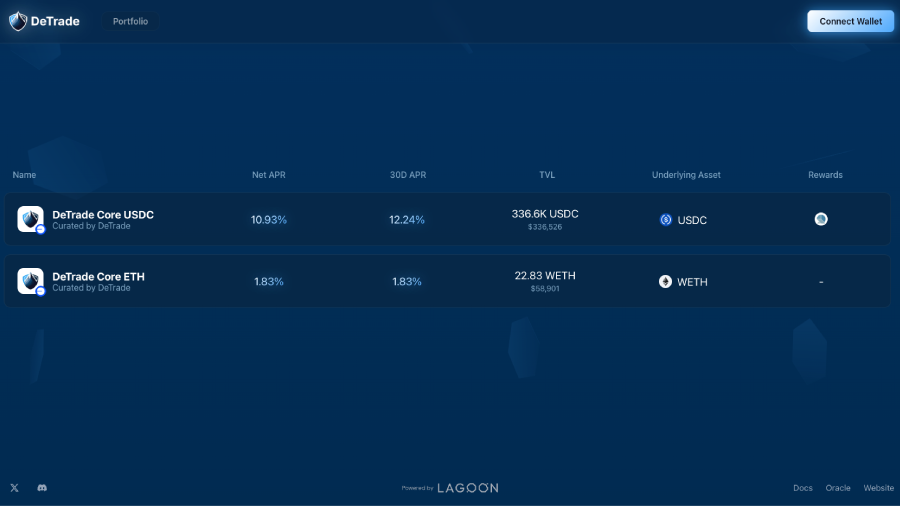 DeTrade
Portfolio
Connect Wallet
Name
Net APR
30D APR
TVL
Underlying Asset
Rewards
DeTrade Core USDC
Curated by DeTrade
10.93%
12.24%
336.6K USDC
$336,526
USDC
DeTrade Core ETH
Curated by DeTrade
1.83%
1.83%
22.83 WETH
$58,901
WETH
-
Powered by LAGOON
Docs
Oracle
Website